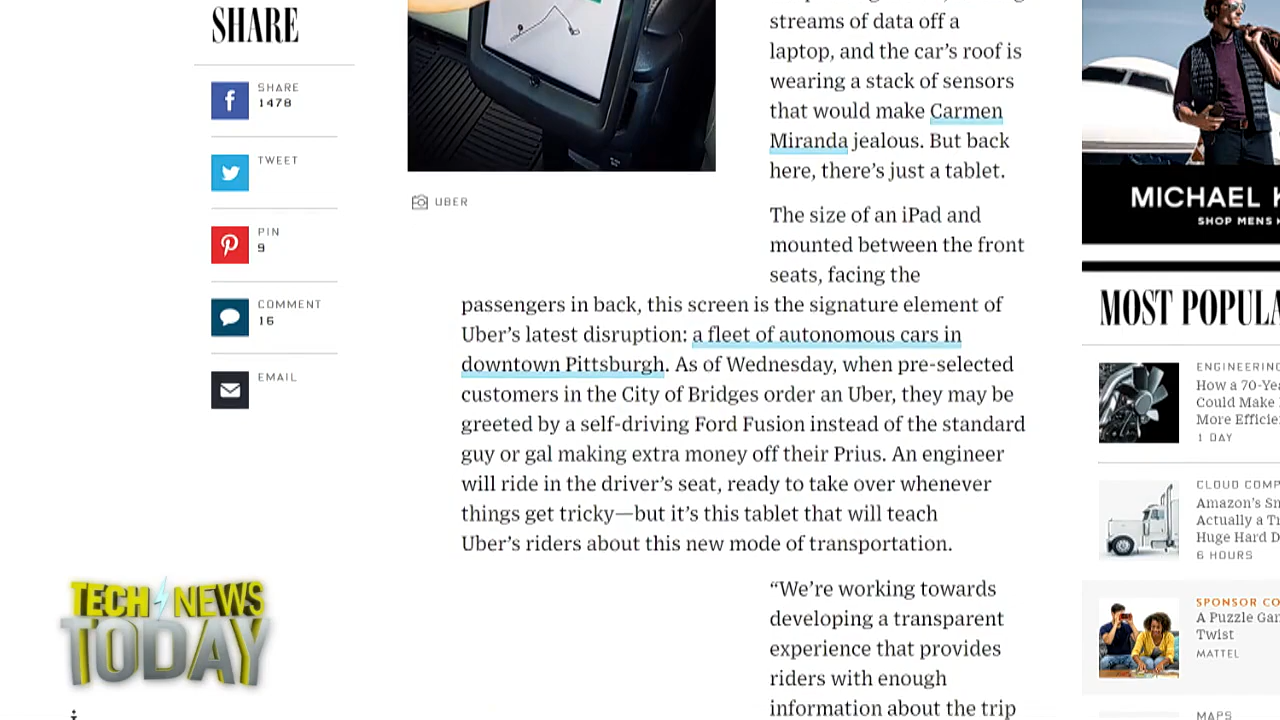 SHARE
SHARE
1478
TWEET
PIN
9
COMMENT
16
EMAIL
UBER
streams of data off a
laptop, and the car’s roof is
wearing a stack of sensors
that would make Carmen
Miranda jealous. But back
here, there’s just a tablet.
The size of an iPad and
mounted between the front
seats, facing the
passengers in back, this screen is the signature element of
Uber’s latest disruption: a fleet of autonomous cars in
downtown Pittsburgh. As of Wednesday, when pre-selected
customers in the City of Bridges order an Uber, they may be
greeted by a self-driving Ford Fusion instead of the standard
guy or gal making extra money off their Prius. An engineer
will ride in the driver’s seat, ready to take over whenever
things get tricky—but it’s this tablet that will teach
Uber’s riders about this new mode of transportation.
“We’re working towards
developing a transparent
experience that provides
riders with enough
information about the trip
MICHAEL K
SHOP MENS
MOST POPULA
ENGINEERING
How a 70-Yea
Could Make
More Efficie
1 DAY
CLOUD COMP
Amazon’s Sn
Actually a Tr
Huge Hard D
6 HOURS
SPONSOR CO
A Puzzle Gam
Twist
MATTEL
MAPS
TECH NEWS
TODAY